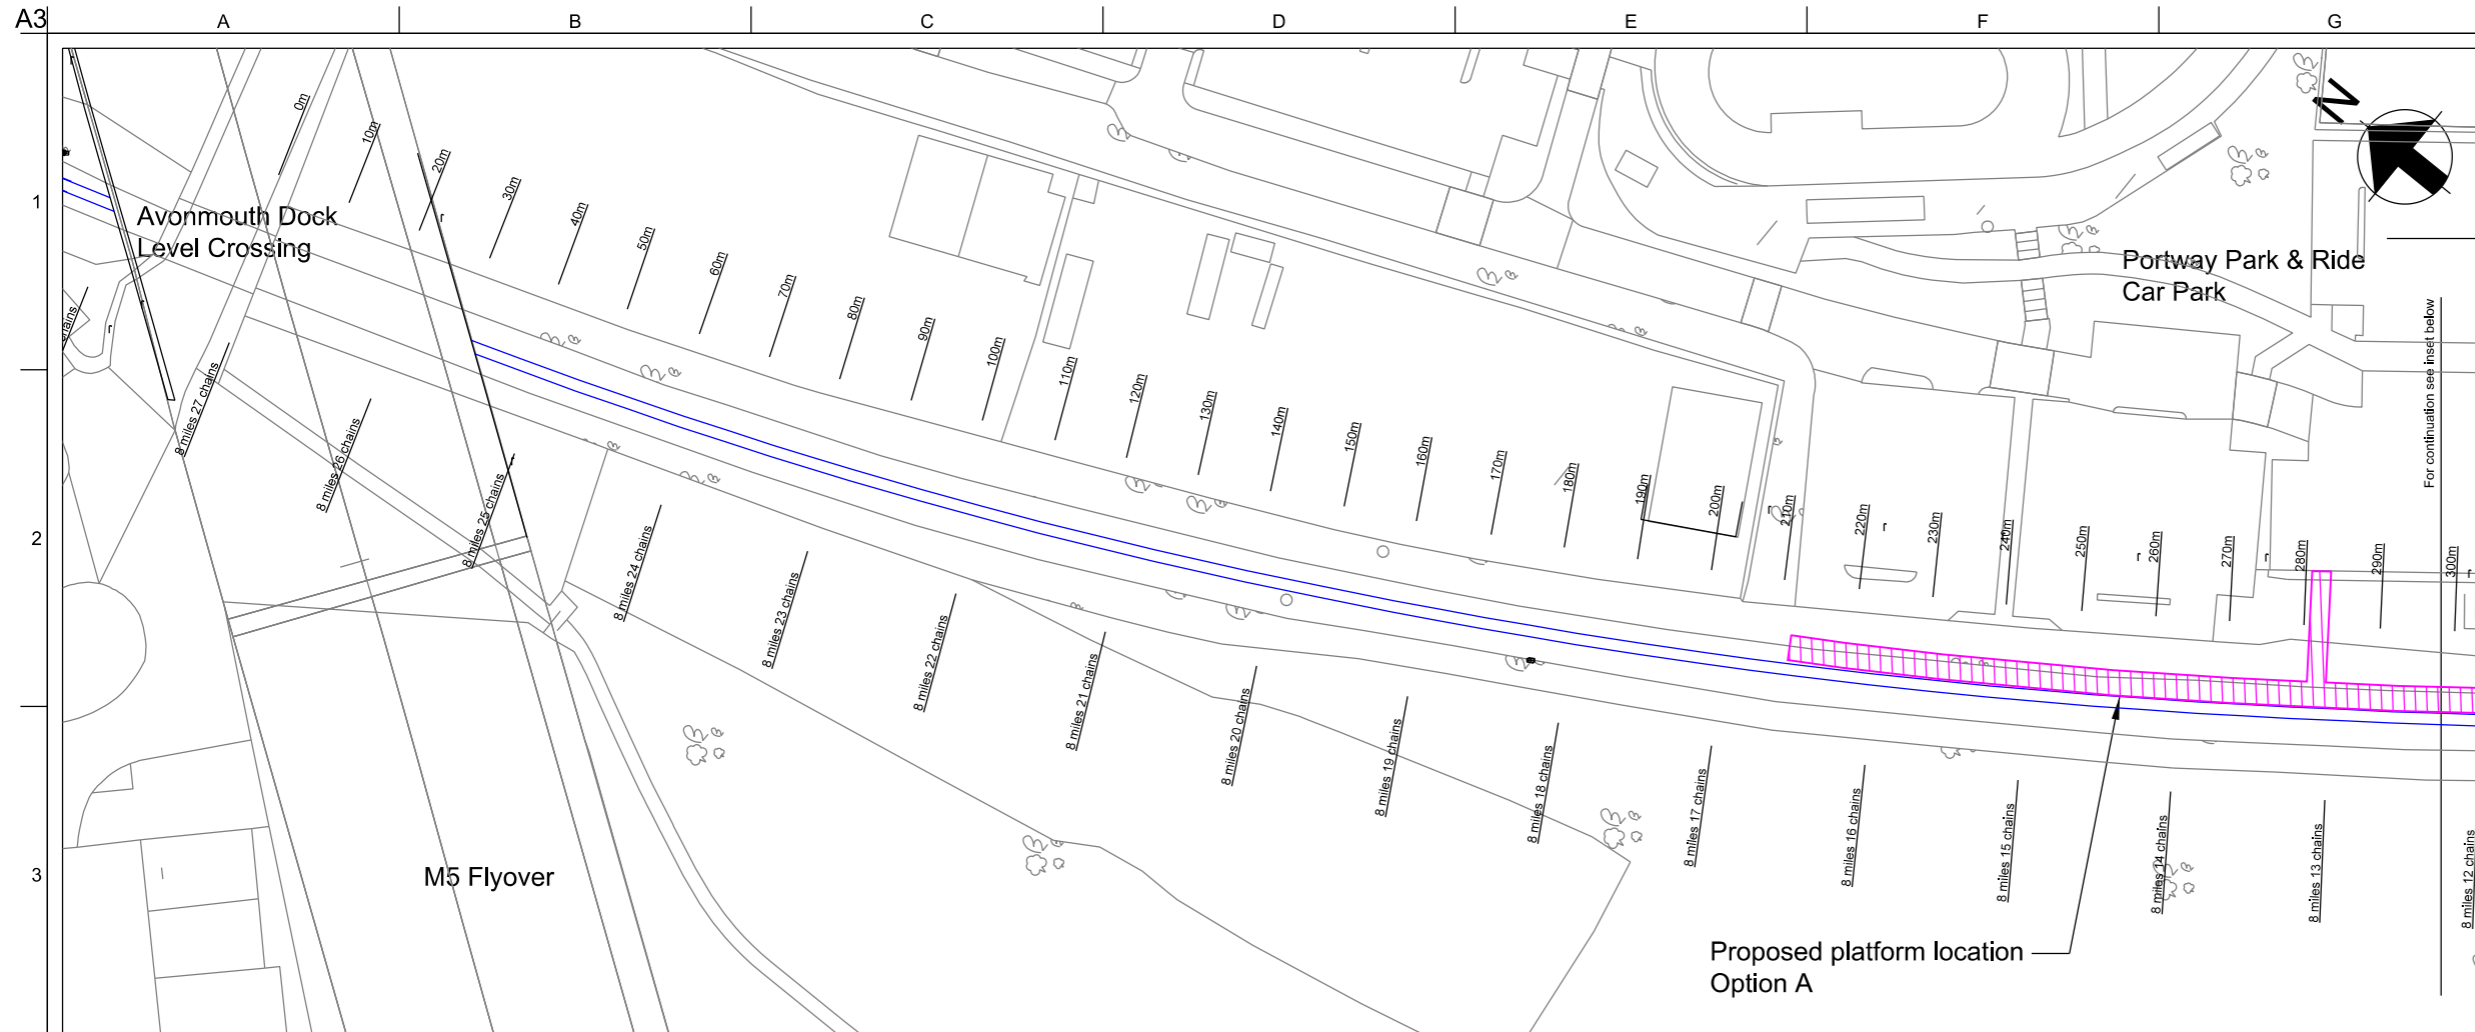 A3
A
B
C
D
E
F
G
1
2
3
N
0m
10m
20m
30m
40m
50m
60m
70m
80m
90m
100m
110m
120m
130m
140m
150m
160m
170m
180m
190m
200m
210m
220m
230m
240m
250m
260m
270m
280m
290m
300m
Avonmouth Dock
Level Crossing
Portway Park & Ride
Car Park
For continuation see inset below
chains
8 miles 27 chains
8 miles 26 chains
8 miles 25 chains
8 miles 24 chains
8 miles 23 chains
8 miles 22 chains
8 miles 21 chains
8 miles 20 chains
8 miles 19 chains
8 miles 18 chains
8 miles 17 chains
8 miles 16 chains
8 miles 15 chains
8 miles 14 chains
8 miles 13 chains
8 miles 12 chains
M5 Flyover
Proposed platform location
Option A